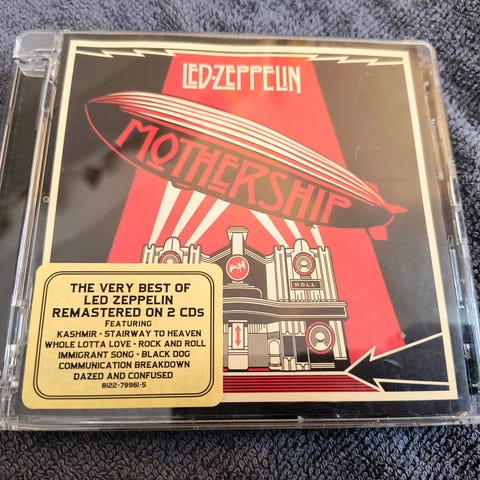 LED-ZEPPELIN
MOTHERSHIP
ROLL
THE VERY BEST OF
LED ZEPPELIN
REMASTERED ON 2 CDs
FEATURING
KASHMIR • STAIRWAY TO HEAVEN
WHOLE LOTTA LOVE • ROCK AND ROLL
IMMIGRANT SONG • BLACK DOG
COMMUNICATION BREAKDOWN
DAZED AND CONFUSED
8122-79961-5